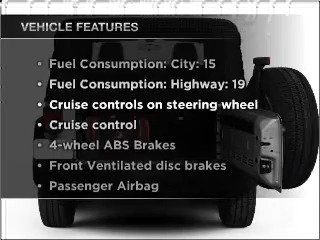 VEHICLE FEATURES
• Fuel Consumption: City: 15
• Fuel Consumption: Highway: 19
• Cruise controls on steering wheel
• Cruise control
• 4-wheel ABS Brakes
• Front Ventilated disc brakes
• Passenger Airbag